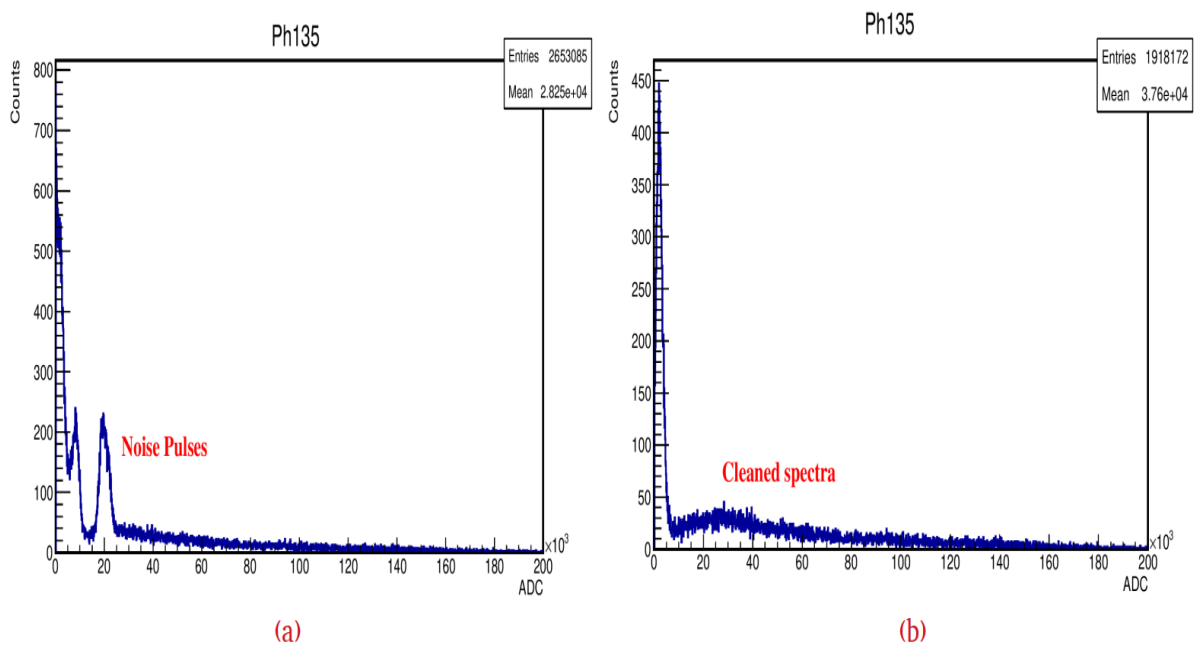 Ph135
Entries 2653085
Mean 2.825e+04
Counts
800
700
600
500
400
300
200
100
0
Noise Pulses
0 20 40 60 80 100 120 140 160 180 200
×10³
ADC
(a)
Ph135
Entries 1918172
Mean 3.76e+04
Counts
450
400
350
300
250
200
150
100
50
0
Cleaned spectra
0 20 40 60 80 100 120 140 160 180 200
×10³
ADC
(b)